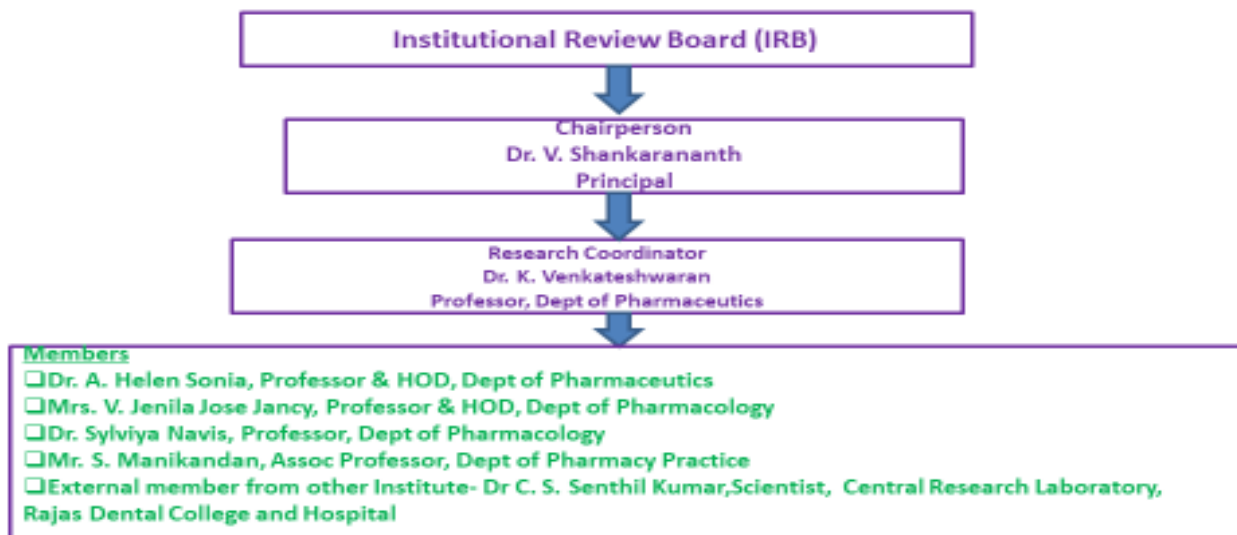 Institutional Review Board (IRB)
Chairperson
Dr. V. Shankarananth
Principal
Research Coordinator
Dr. K. Venkateshwaran
Professor, Dept of Pharmaceutics
Members
❑Dr. A. Helen Sonia, Professor & HOD, Dept of Pharmaceutics
❑Mrs. V. Jenila Jose Jancy, Professor & HOD, Dept of Pharmacology
❑Dr. Sylviya Navis, Professor, Dept of Pharmacology
❑Mr. S. Manikandan, Assoc Professor, Dept of Pharmacy Practice
❑External member from other Institute- Dr C. S. Senthil Kumar,Scientist, Central Research Laboratory,
Rajas Dental College and Hospital